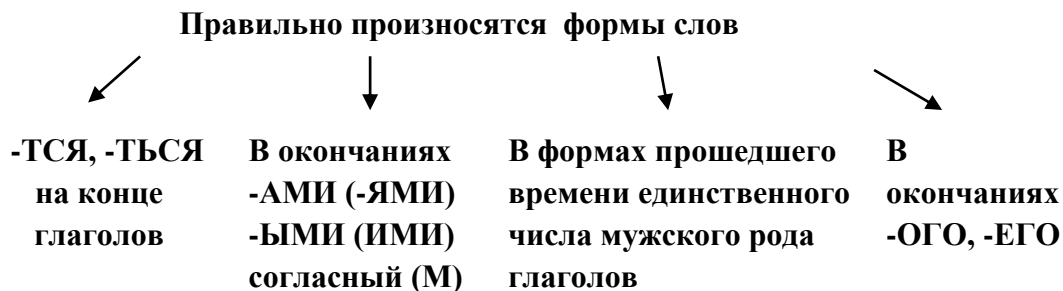 Правильно произносятся формы слов
-ТСЯ, -ТЬСЯ
на конце
глаголов
В окончаниях
-АМИ (-ЯМИ)
-ЫМИ (ИМИ)
согласный (М)
В формах прошедшего
времени единственного
числа мужского рода
глаголов
В
окончаниях
-ОГО, -ЕГО